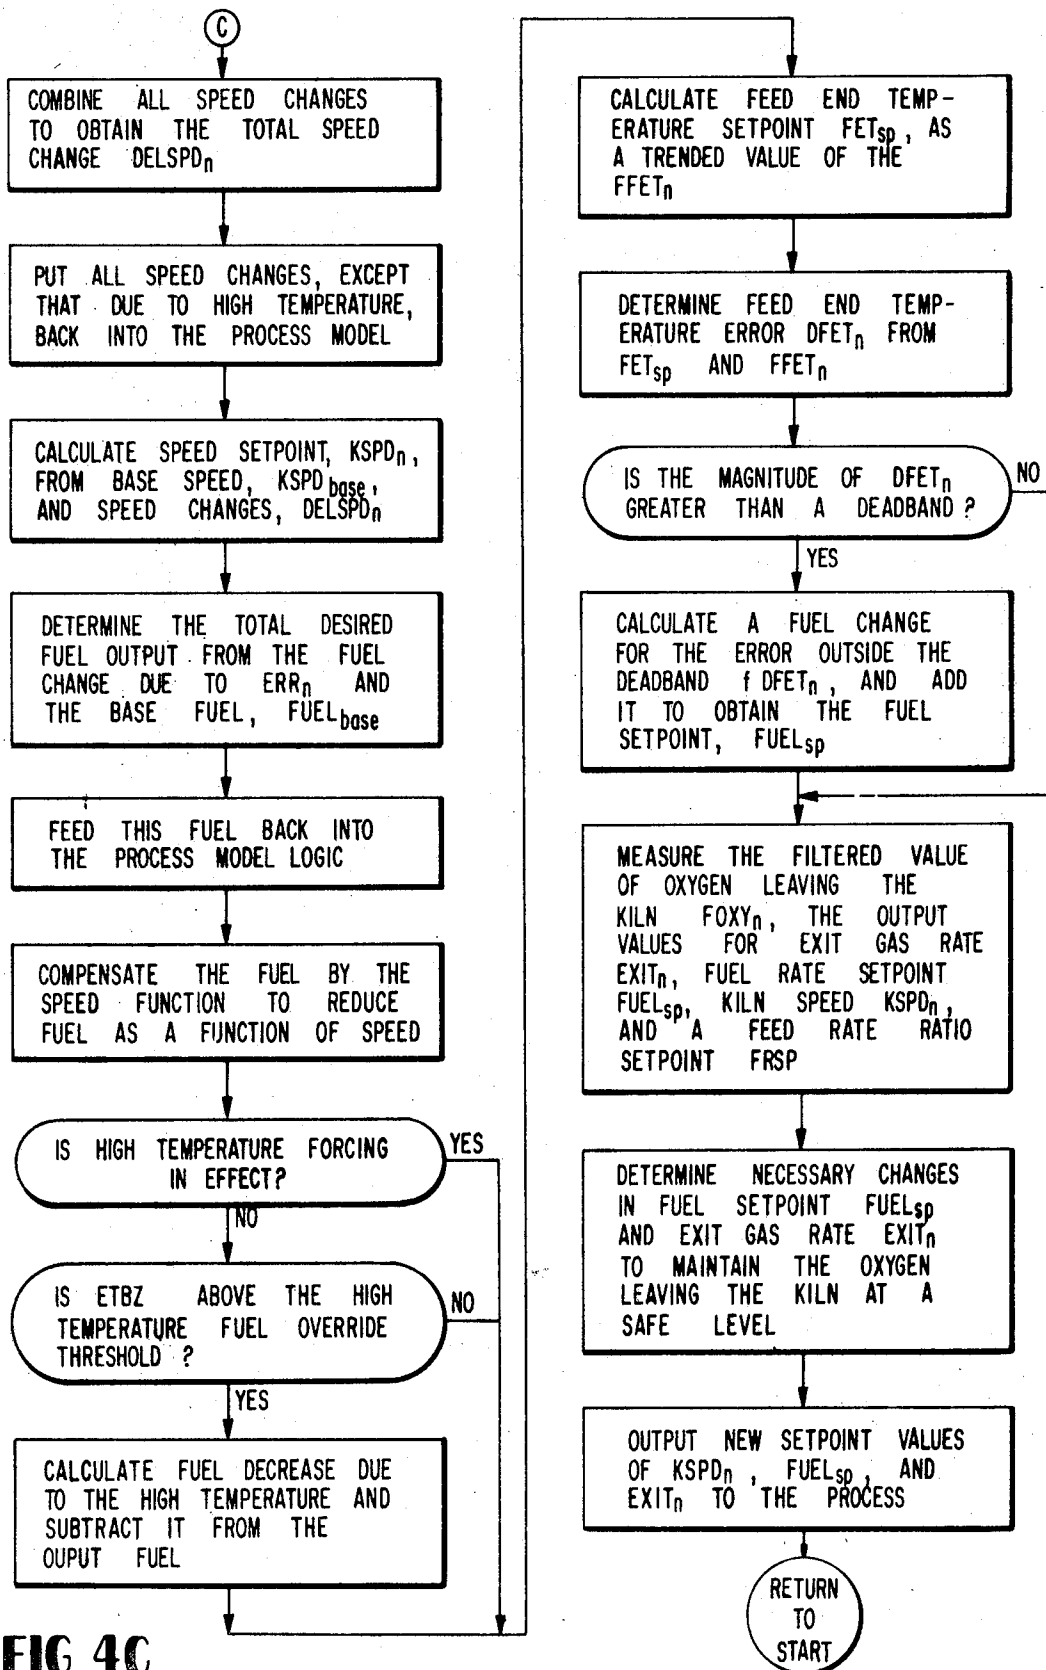 C
COMBINE ALL SPEED CHANGES
TO OBTAIN THE TOTAL SPEED
CHANGE DELSPDn
PUT ALL SPEED CHANGES, EXCEPT
THAT DUE TO HIGH TEMPERATURE,
BACK INTO THE PROCESS MODEL
CALCULATE SPEED SETPOINT, KSPDn,
FROM BASE SPEED, KSPDbase,
AND SPEED CHANGES, DELSPDn
DETERMINE THE TOTAL DESIRED
FUEL OUTPUT FROM THE FUEL
CHANGE DUE TO ERRn AND
THE BASE FUEL, FUELbase
FEED THIS FUEL BACK INTO
THE PROCESS MODEL LOGIC
COMPENSATE THE FUEL BY THE
SPEED FUNCTION TO REDUCE
FUEL AS A FUNCTION OF SPEED
IS HIGH TEMPERATURE FORCING
IN EFFECT?
YES
NO
IS ETBZ ABOVE THE HIGH
TEMPERATURE FUEL OVERRIDE
THRESHOLD ?
NO
YES
CALCULATE FUEL DECREASE DUE
TO THE HIGH TEMPERATURE AND
SUBTRACT IT FROM THE
OUPUT FUEL
CALCULATE FEED END TEMP-
ERATURE SETPOINT FETsp, AS
A TRENDED VALUE OF THE
FFETn
DETERMINE FEED END TEMP-
ERATURE ERROR DFETn FROM
FETsp AND FFETn
IS THE MAGNITUDE OF DFETn
GREATER THAN A DEADBAND?
NO
YES
CALCULATE A FUEL CHANGE
FOR THE ERROR OUTSIDE THE
DEADBAND f DFETn, AND ADD
IT TO OBTAIN THE FUEL
SETPOINT, FUELsp
MEASURE THE FILTERED VALUE
OF OXYGEN LEAVING THE
KILN FOXYn, THE OUTPUT
VALUES FOR EXIT GAS RATE
EXITn, FUEL RATE SETPOINT
FUELsp, KILN SPEED KSPDn,
AND A FEED RATE RATIO
SETPOINT FRSP
DETERMINE NECESSARY CHANGES
IN FUEL SETPOINT FUELsp
AND EXIT GAS RATE EXITn
TO MAINTAIN THE OXYGEN
LEAVING THE KILN AT A
SAFE LEVEL
OUTPUT NEW SETPOINT VALUES
OF KSPDn, FUELsp, AND
EXITn TO THE PROCESS
RETURN
TO
START
FIG 4C